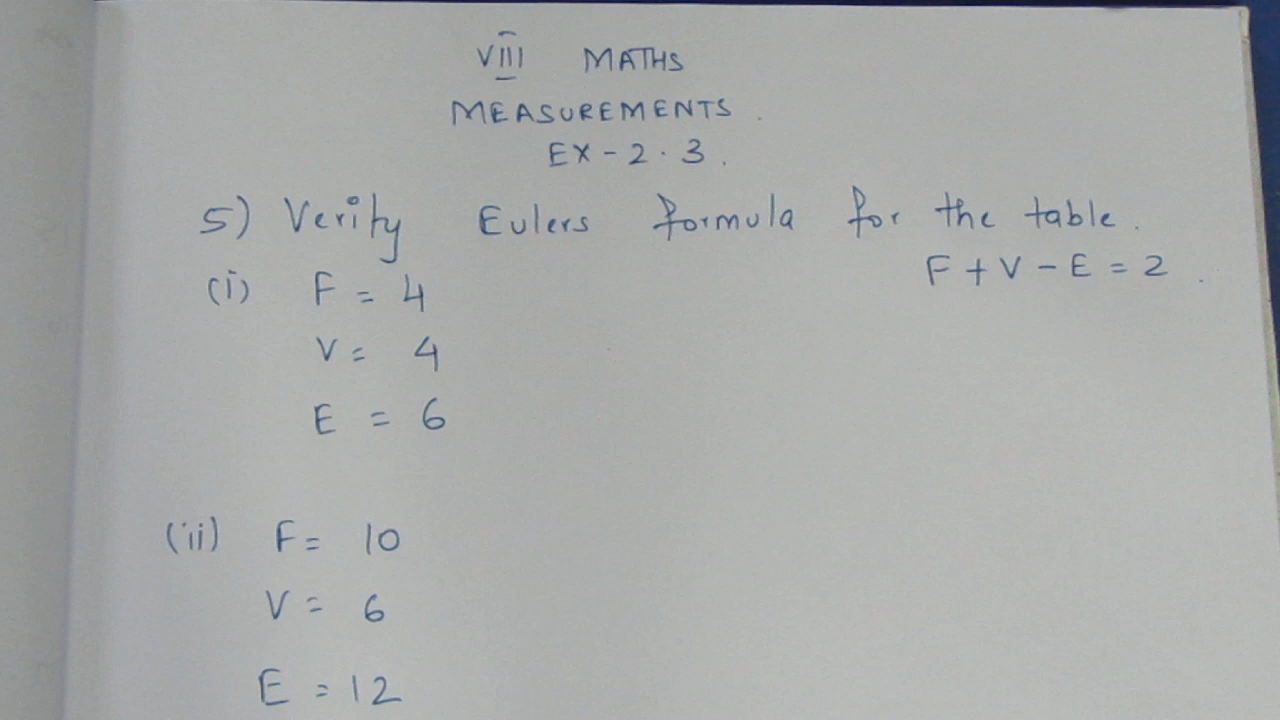 VIII MATHS
MEASUREMENTS.
EX-2.3.
5) Verify Eulers formula for the table.
F+V-E=2.
(i) F = 4
V = 4
E = 6
(ii) F = 10
V = 6
E = 12